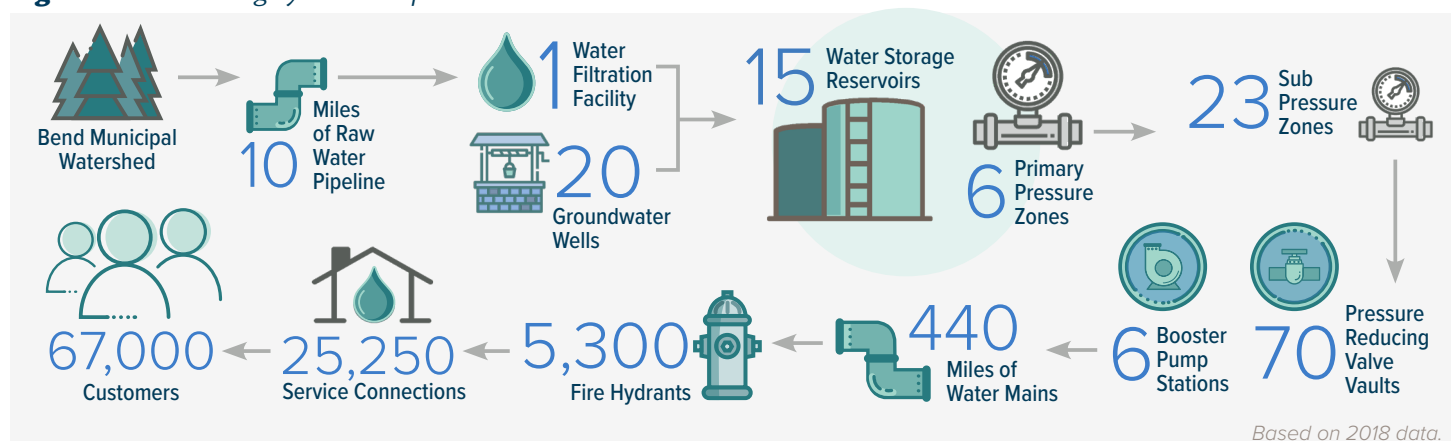 Bend Municipal
Watershed
10
Miles
of Raw
Water
Pipeline
1
Water
Filtration
Facility
20
Groundwater
Wells
15
Water Storage
Reservoirs
6
Primary
Pressure
Zones
23
Sub
Pressure
Zones
70
Pressure
Reducing
Valve
Vaults
6
Booster
Pump
Stations
440
Miles of
Water Mains
5,300
Fire Hydrants
25,250
Service Connections
67,000
Customers
Based on 2018 data.